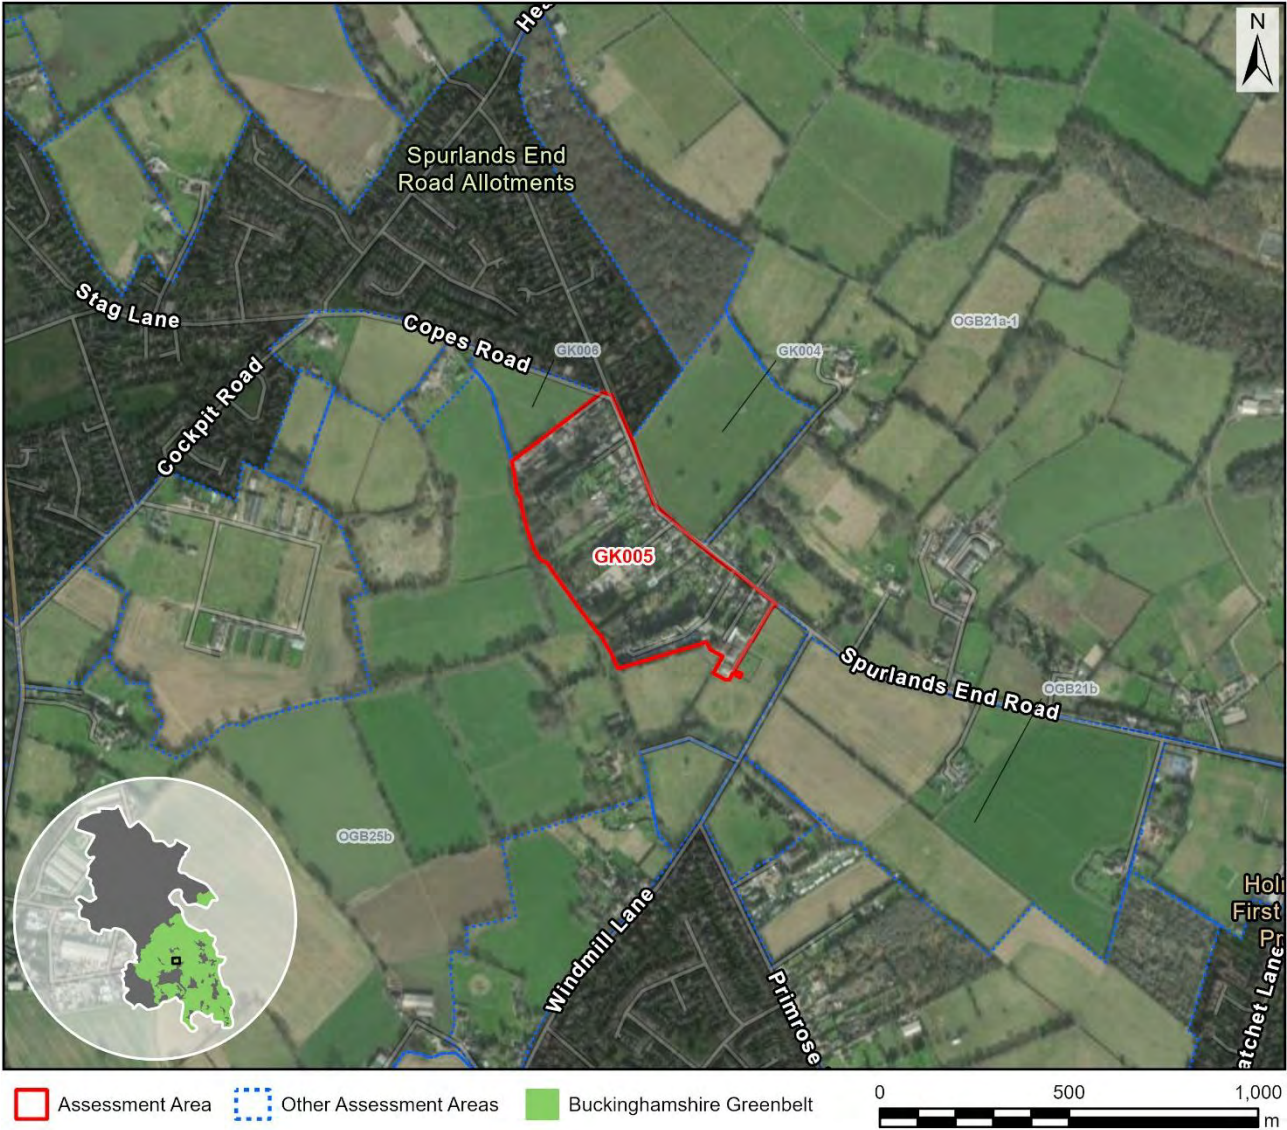 N
Spurlands End
Road Allotments
Stag Lane
Copes Road
GK006
GK004
OGB21a-1
Cockpit Road
GK005
Spurlands End Road
OGB21b
OGB25b
Windmill Lane
Primrose
First
Assessment Area
Other Assessment Areas
Buckinghamshire Greenbelt
0 500 1,000
m